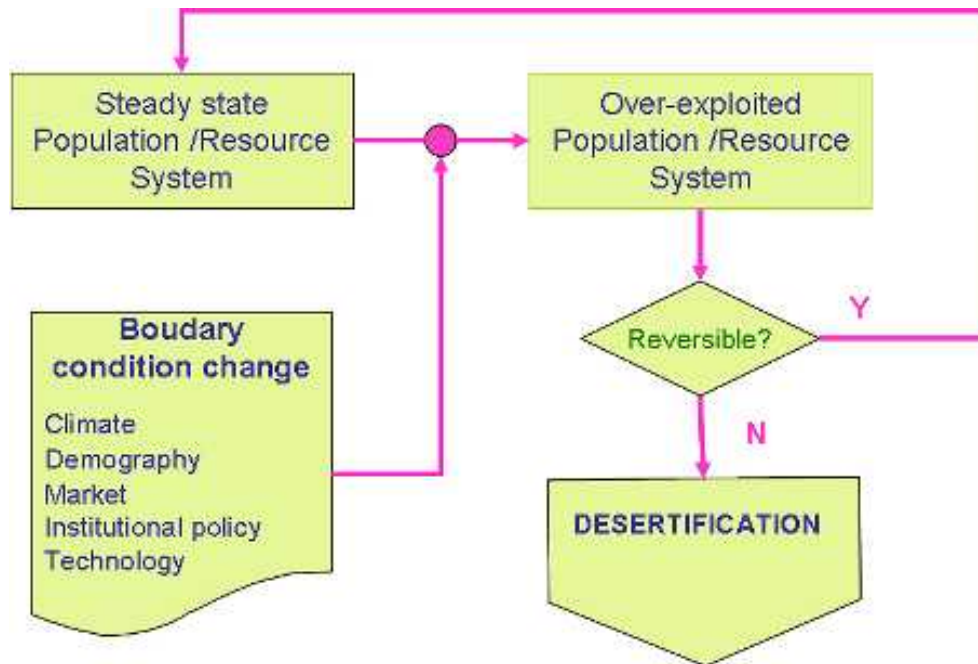 Steady state
Population /Resource
System
Over-exploited
Population /Resource
System
Boudary
condition change
Climate
Demography
Market
Institutional policy
Technology
Reversible?
Y
N
DESERTIFICATION